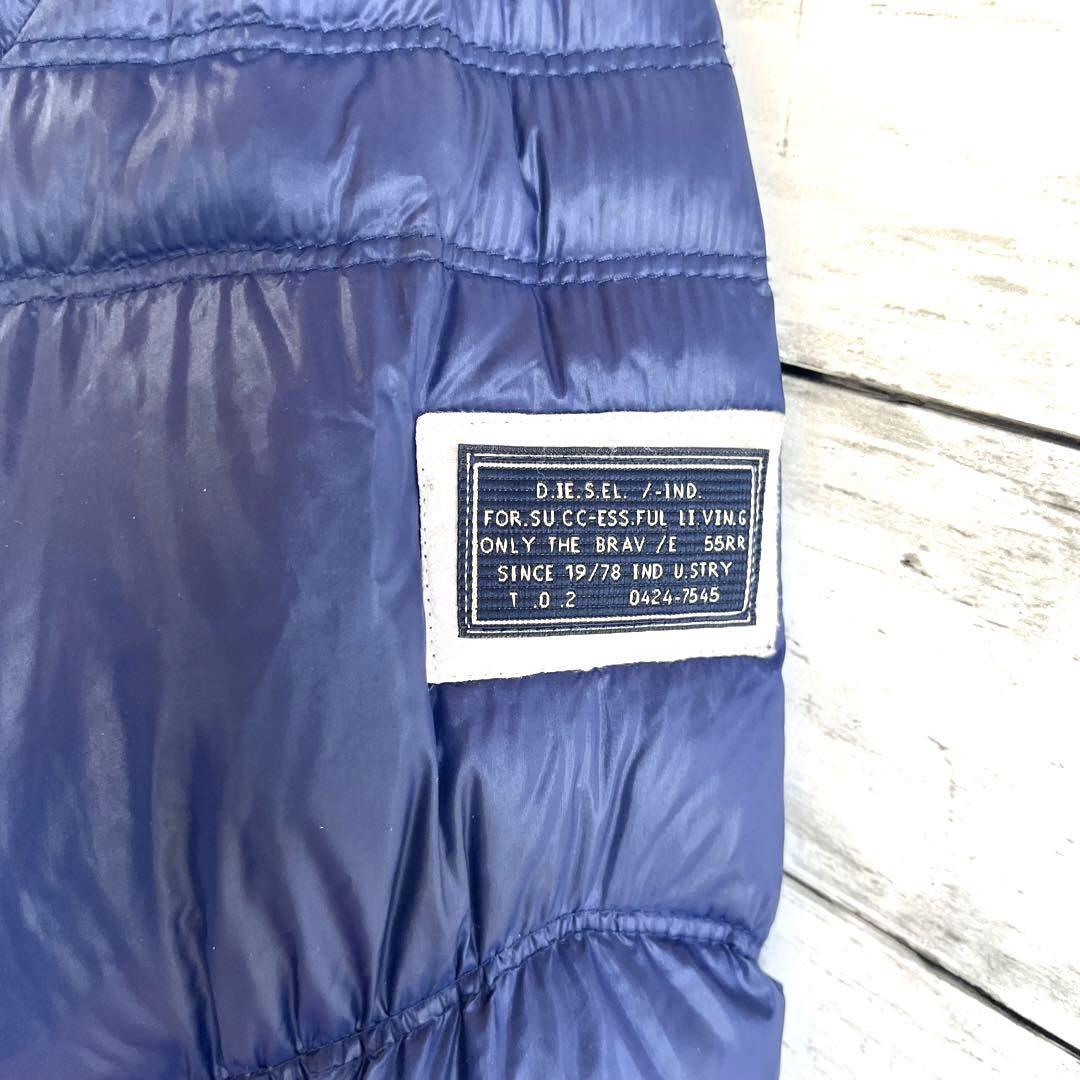 D.IE.S.EL. /-IND.
FOR.SU CC-ESS.FUL LI.VIN.G
ONLY THE BRAV /E 55RR
SINCE 19/78 IND U.STRY
T .0 .2 0424-7545